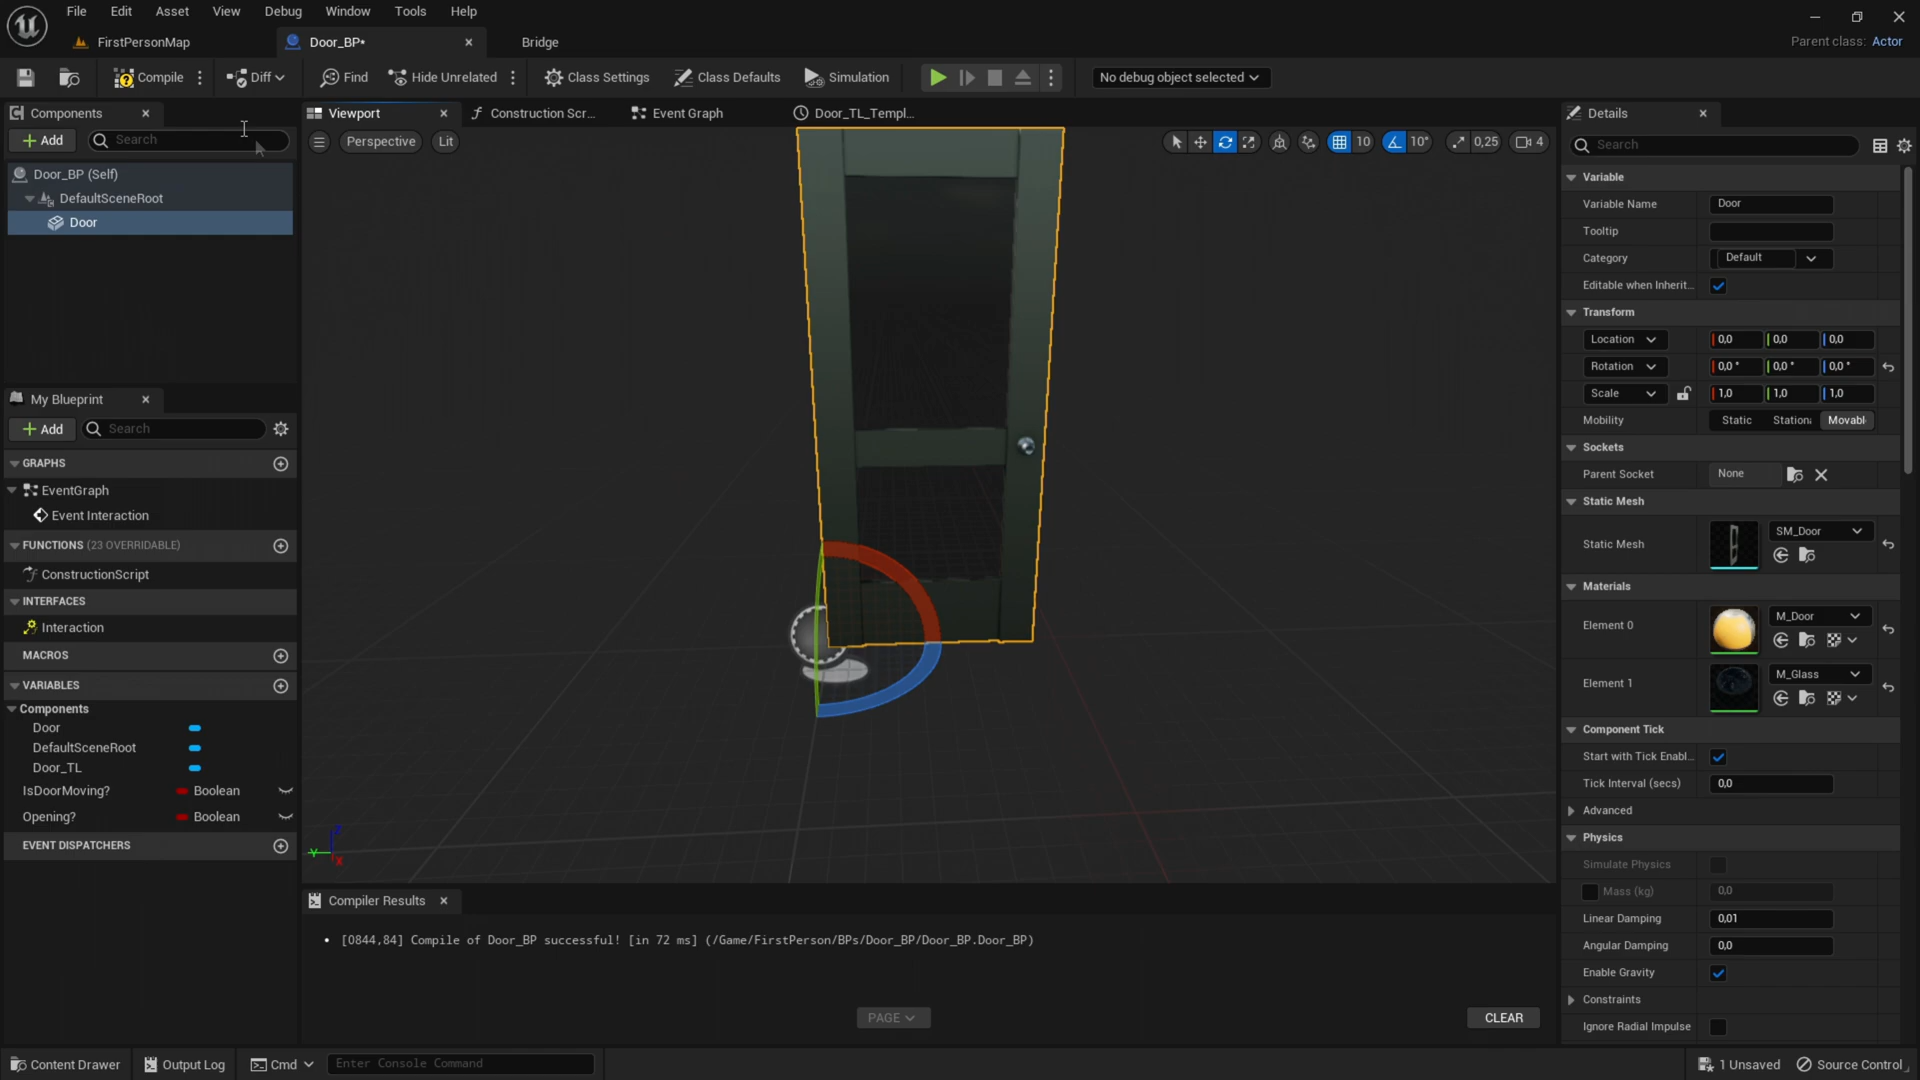 File Edit Asset View Debug Window Tools Help
FirstPersonMap Door_BP* Bridge Parent class: Actor
Compile Diff Find Hide Unrelated Class Settings Class Defaults Simulation No debug object selected
Components Viewport Construction Scr... Event Graph Door_TL_Templ... Details
Add Search Perspective Lit 10 10° 0,25 4 Search
Door_BP (Self)
DefaultSceneRoot
Door
My Blueprint
Add Search
GRAPHS
EventGraph
Event Interaction
FUNCTIONS (23 OVERRIDABLE)
ConstructionScript
INTERFACES
Interaction
MACROS
VARIABLES
Components
Door
DefaultSceneRoot
Door_TL
IsDoorMoving? Boolean
Opening? Boolean
EVENT DISPATCHERS
Z
Y
X
Compiler Results
• [0844,84] Compile of Door_BP successful! [in 72 ms] (/Game/FirstPerson/BPs/Door_BP/Door_BP.Door_BP)
PAGE CLEAR
Variable
Variable Name Door
Tooltip
Category Default
Editable when Inherit...
Transform
Location 0,0 0,0 0,0
Rotation 0,0 ° 0,0 ° 0,0 °
Scale 1,0 1,0 1,0
Mobility Static Station Movabl
Sockets
Parent Socket None
Static Mesh
Static Mesh SM_Door
Materials
Element 0 M_Door
Element 1 M_Glass
Component Tick
Start with Tick Enabl...
Tick Interval (secs) 0,0
Advanced
Physics
Simulate Physics
Mass (kg) 0,0
Linear Damping 0,01
Angular Damping 0,0
Enable Gravity
Constraints
Ignore Radial Impulse
Content Drawer Output Log Cmd Enter Console Command 1 Unsaved Source Control